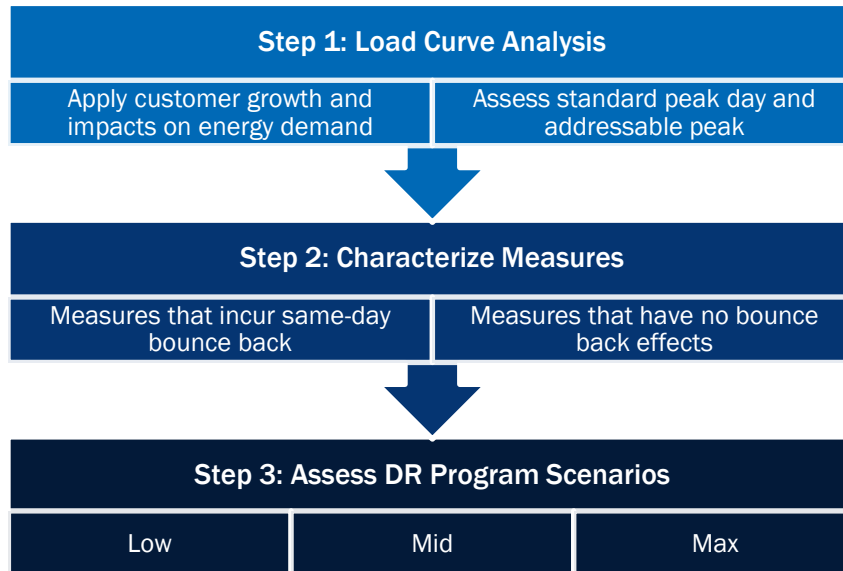 Step 1: Load Curve Analysis
Apply customer growth and
impacts on energy demand
Assess standard peak day and
addressable peak
Step 2: Characterize Measures
Measures that incur same-day
bounce back
Measures that have no bounce
back effects
Step 3: Assess DR Program Scenarios
Low
Mid
Max